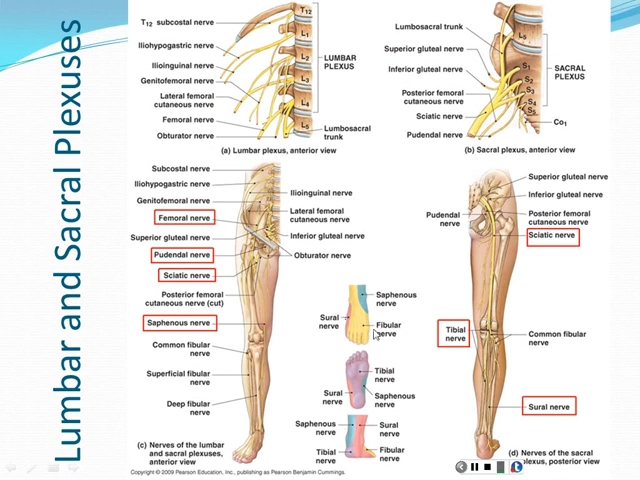 Lumbar and Sacral Plexuses
T12 subcostal nerve
Iliohypogastric nerve
Ilioinguinal nerve
Genitofemoral nerve
Lateral femoral
cutaneous nerve
Femoral nerve
Obturator nerve
T12
L1
L2
L3
L4
L5
LUMBAR
PLEXUS
Lumbosacral
trunk
(a) Lumbar plexus, anterior view
Lumbosacral trunk
Superior gluteal nerve
Inferior gluteal nerve
Posterior femoral
cutaneous nerve
Sciatic nerve
Pudendal nerve
L5
S1
S2
S3
S4
S5
Co1
SACRAL
PLEXUS
(b) Sacral plexus, anterior view
Subcostal nerve
Iliohypogastric nerve
Genitofemoral nerve
Femoral nerve
Superior gluteal nerve
Pudendal nerve
Sciatic nerve
Posterior femoral
cutaneous nerve (cut)
Saphenous nerve
Common fibular
nerve
Superficial fibular
nerve
Deep fibular
nerve
Ilioinguinal nerve
Lateral femoral
cutaneous nerve
Inferior gluteal nerve
Obturator nerve
(c) Nerves of the lumbar
and sacral plexuses,
anterior view
Saphenous
nerve
Sural
nerve
Fibular
nerve
Tibial
nerve
Sural
nerve
Saphenous
nerve
Saphenous
nerve
Sural
nerve
Tibial
nerve
Fibular
nerve
Superior gluteal nerve
Inferior gluteal nerve
Pudendal
nerve
Posterior femoral
cutaneous nerve
Sciatic nerve
Tibial
nerve
Common fibular
nerve
Sural nerve
(d) Nerves of the sacral
plexus, posterior view
Copyright © 2009 Pearson Education, Inc., publishing as Pearson Benjamin Cummings.